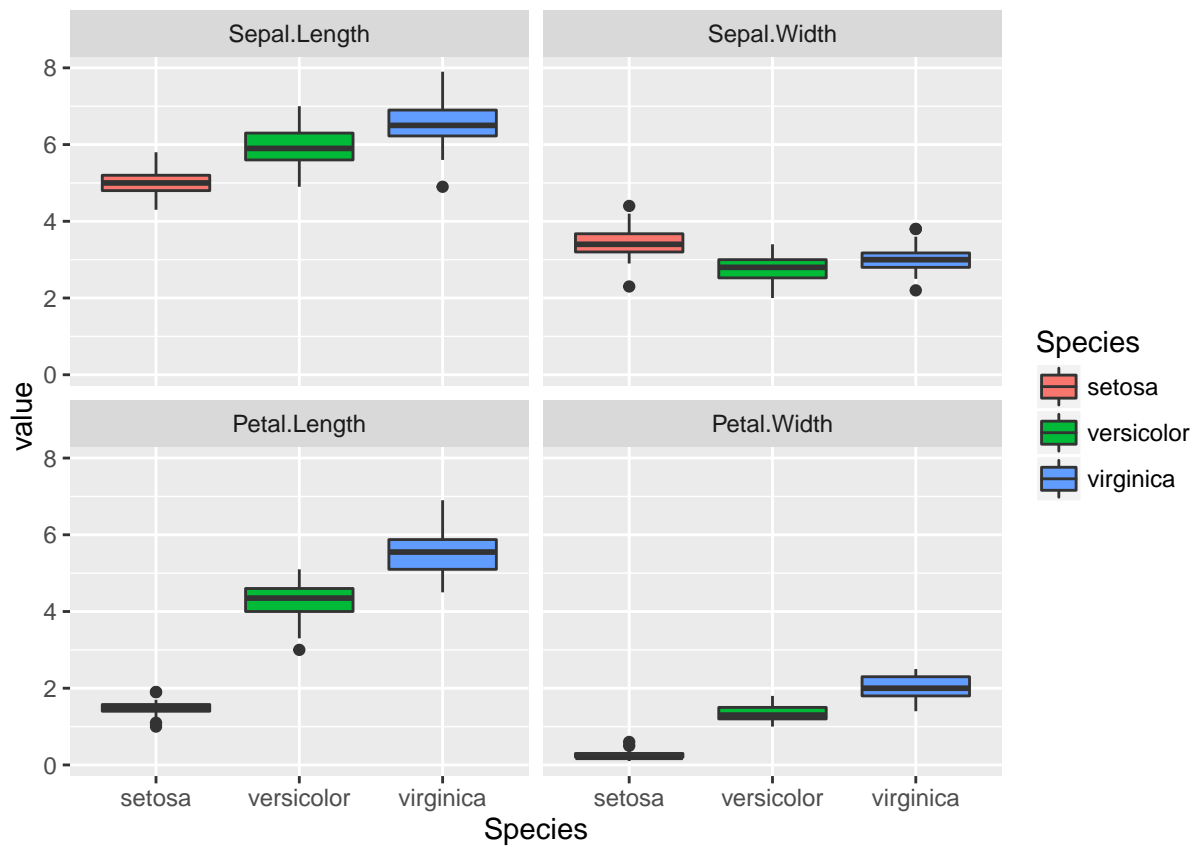 Sepal.Length
Sepal.Width
8
6
4
2
0
value
Petal.Length
Petal.Width
8
6
4
2
0
setosa versicolor virginica
setosa versicolor virginica
Species
Species
setosa
versicolor
virginica